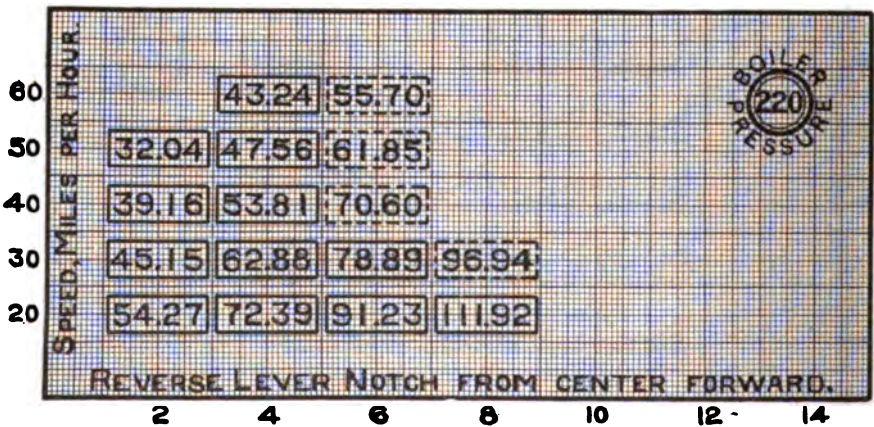 BOILER
220
PRESSURE
SPEED, MILES PER HOUR.
60 43.24 55.70
50 32.04 47.56 61.85
40 39.16 53.81 70.60
30 45.15 62.88 78.89 96.94
20 54.27 72.39 91.23 111.92
REVERSE LEVER NOTCH FROM CENTER FORWARD.
2 4 6 8 10 12 14